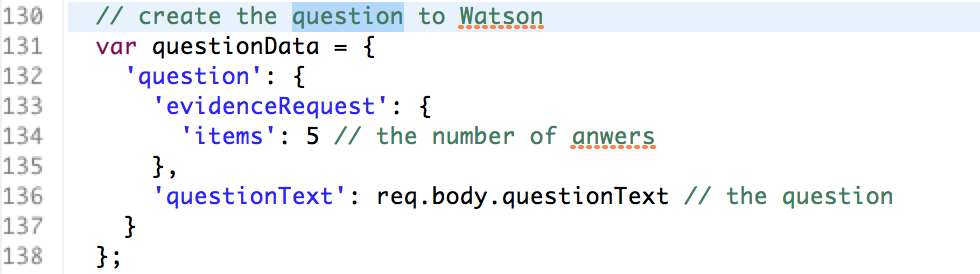 130 // create the question to Watson
131 var questionData = {
132 'question': {
133 'evidenceRequest': {
134 'items': 5 // the number of anwers
135 },
136 'questionText': req.body.questionText // the question
137 }
138 };